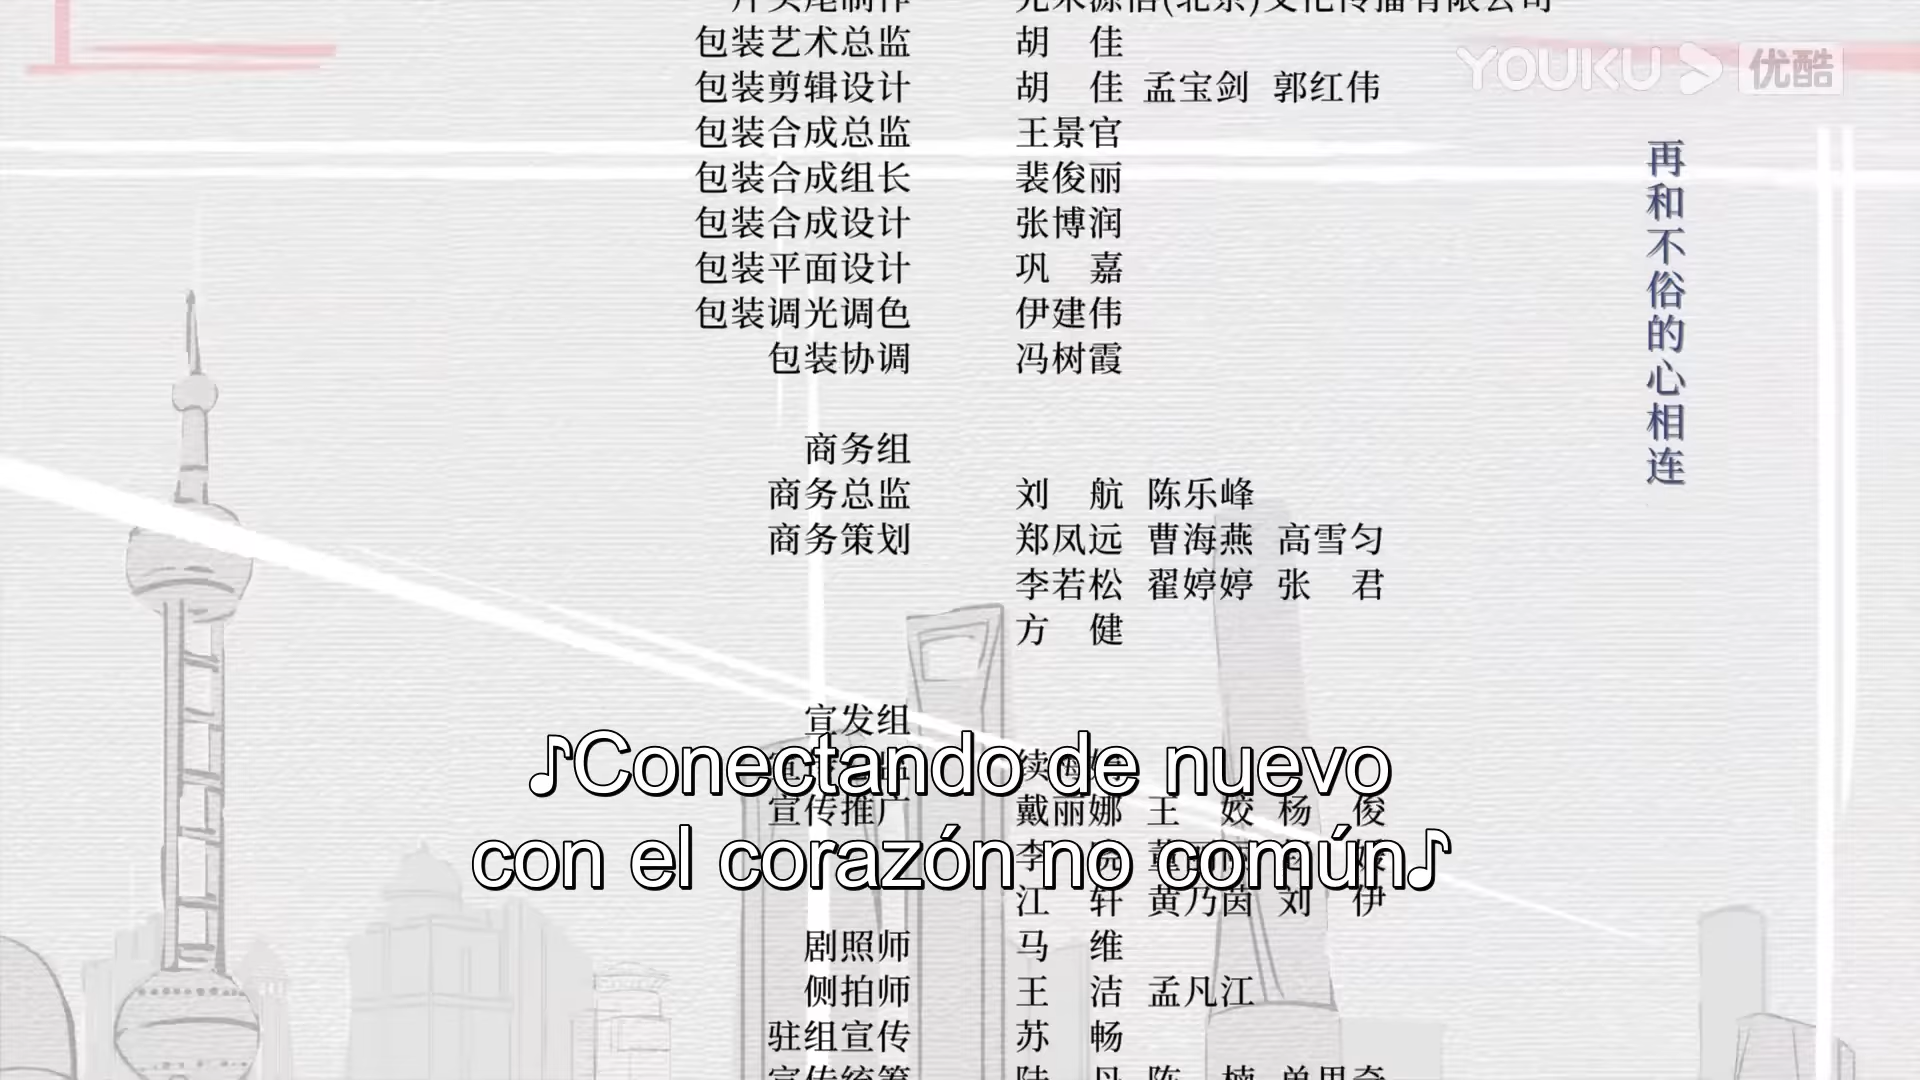 包装艺术总监 胡 佳
包装剪辑设计 胡 佳 孟宝剑 郭红伟
包装合成总监 王景官
包装合成组长 裴俊丽
包装合成设计 张博润
包装平面设计 巩 嘉
包装调光调色 伊建伟
包装协调 冯树霞
商务组
商务总监 刘 航 陈乐峰
商务策划 郑凤远 曹海燕 高雪匀
李若松 翟婷婷 张 君
方 健
宣发组
宣传推广 戴丽娜 王 姣 杨 俊
江 轩 黄乃茵 刘 伊
剧照师 马 维
侧拍师 王 洁 孟凡江
驻组宣传 苏 畅
YOUKU 优酷
再和不俗的心相连
♪Conectando de nuevo
con el corazón no común♪